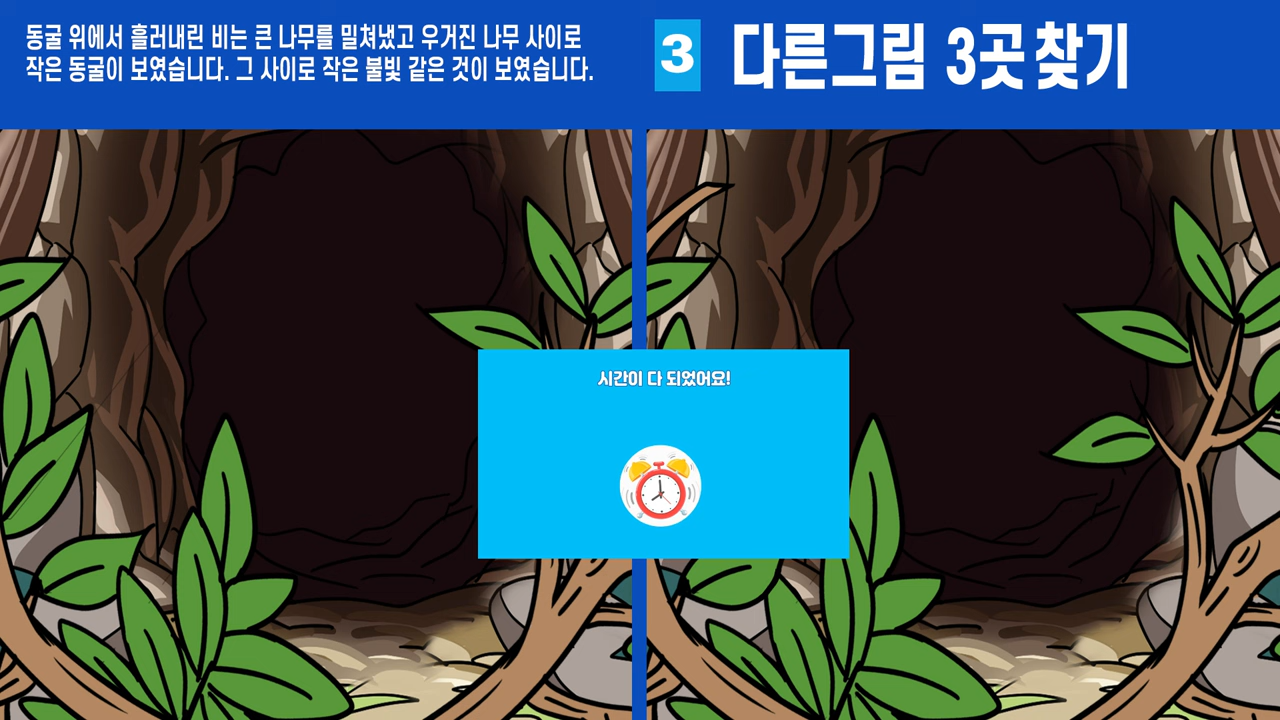 동굴 위에서 흘러내린 비는 큰 나무를 밀쳐냈고 우거진 나무 사이로
작은 동굴이 보였습니다. 그 사이로 작은 불빛 같은 것이 보였습니다.
3 다른그림 3곳 찾기
시간이 다 되었어요!